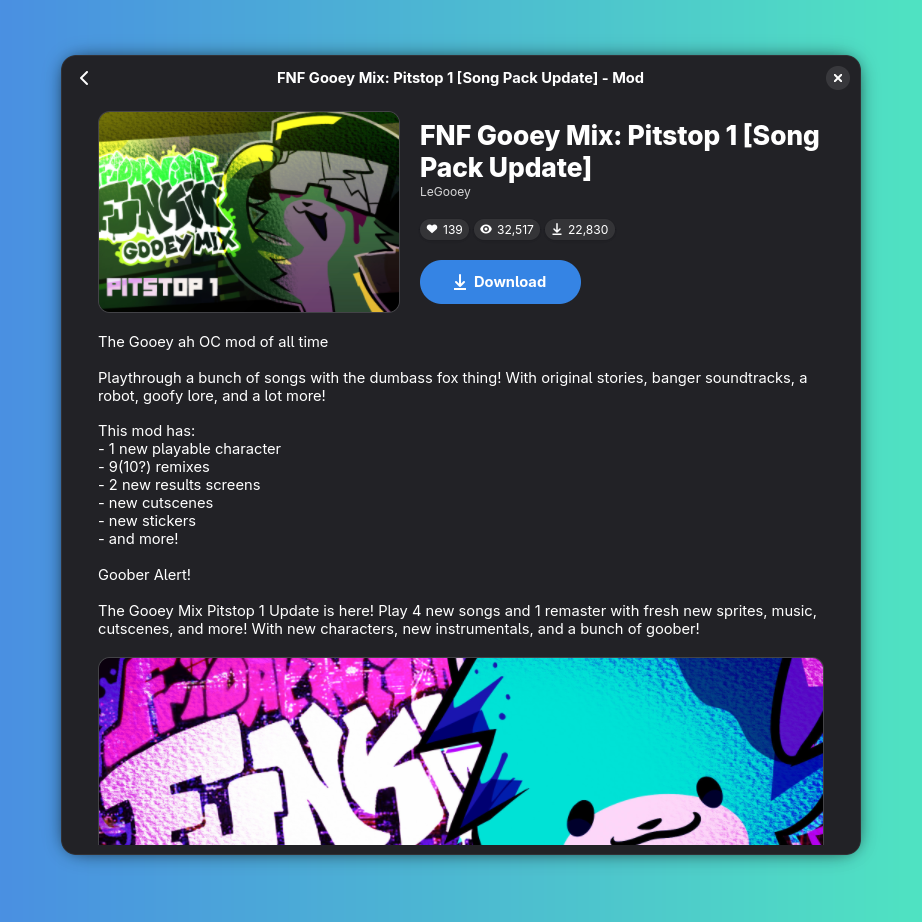 FNF Gooey Mix: Pitstop 1 [Song Pack Update] - Mod
FRIDAY NIGHT
FUNKIN'
GOOEY MIX
PITSTOP 1
FNF Gooey Mix: Pitstop 1 [Song
Pack Update]
LeGooey
139
32,517
22,830
Download
The Gooey ah OC mod of all time
Playthrough a bunch of songs with the dumbass fox thing! With original stories, banger soundtracks, a
robot, goofy lore, and a lot more!
This mod has:
- 1 new playable character
- 9(10?) remixes
- 2 new results screens
- new cutscenes
- new stickers
- and more!
Goober Alert!
The Gooey Mix Pitstop 1 Update is here! Play 4 new songs and 1 remaster with fresh new sprites, music,
cutscenes, and more! With new characters, new instrumentals, and a bunch of goober!